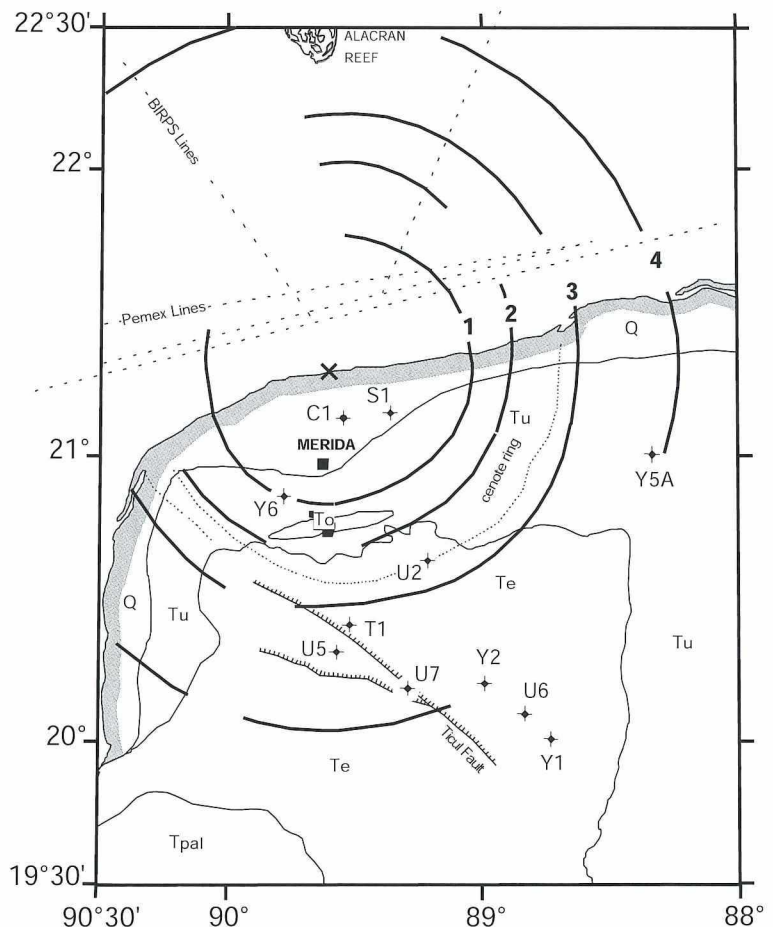 22°30'
ALACRAN
REEF
BIRPS Lines
22°
4
Pemex Lines
3
2
1
Q
S1
C1
Tu
MERIDA
21°
cenote ring
Y5A
Y6
To
U2
Te
Q
Tu
T1
Tu
U5
Y2
U7
U6
20°
Ticul Fault
Y1
Te
Tpal
19°30'
90°30'
90°
89°
88°